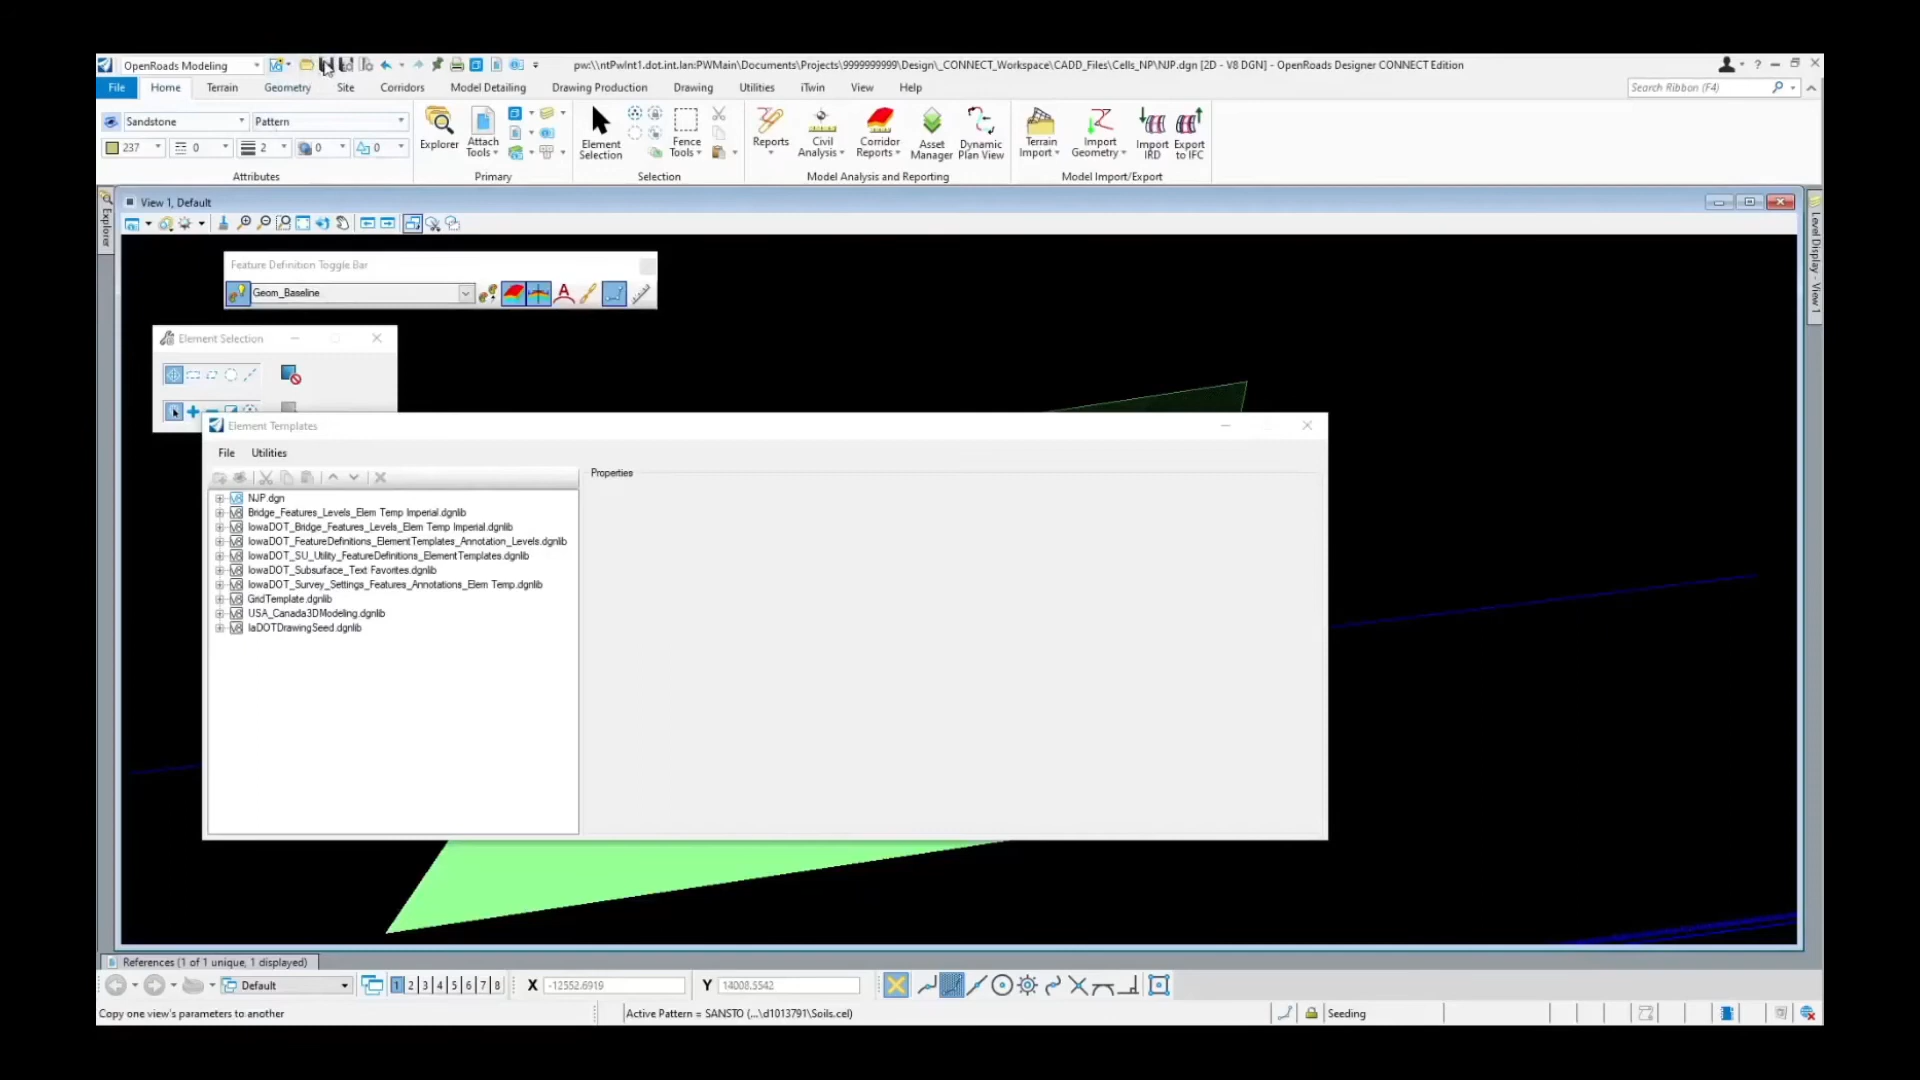 OpenRoads Modeling
pw:\\ntPwInt1.dot.int.lan:PWMain\Documents\Projects\9999999999\Design\_CONNECT_Workspace\CADD_Files\Cells_NP\NJP.dgn [2D - V8 DGN] - OpenRoads Designer CONNECT Edition
File Home Terrain Geometry Site Corridors Model Detailing Drawing Production Drawing Utilities iTwin View Help
Search Ribbon (F4)
Sandstone Pattern
237 0 2 0 0
Attributes
Explorer
Attach Tools
Primary
Element Selection
Fence Tools
Selection
Reports
Civil Analysis
Corridor Reports
Asset Manager
Dynamic Plan View
Model Analysis and Reporting
Terrain Import
Import Geometry
Import IRD
Export to IFC
Model Import/Export
Explorer
View 1, Default
Level Display - View 1
Feature Definition Toggle Bar
Geom_Baseline
Element Selection
Element Templates
File Utilities
Properties
NJP.dgn
Bridge_Features_Levels_Elem Temp Imperial.dgnlib
IowaDOT_Bridge_Features_Levels_Elem Temp Imperial.dgnlib
IowaDOT_FeatureDefinitions_ElementTemplates_Annotation_Levels.dgnlib
IowaDOT_SU_Utility_FeatureDefinitions_ElementTemplates.dgnlib
IowaDOT_Subsurface_Text Favorites.dgnlib
IowaDOT_Survey_Settings_Features_Annotations_Elem Temp.dgnlib
GridTemplate.dgnlib
USA_Canada3DModeling.dgnlib
IaDOTDrawingSeed.dgnlib
References (1 of 1 unique, 1 displayed)
Default
1 2 3 4 5 6 7 8
X -12552.6919
Y 14008.5542
Copy one view's parameters to another
Active Pattern = SANSTO (...\d1013791\Soils.cel)
Seeding